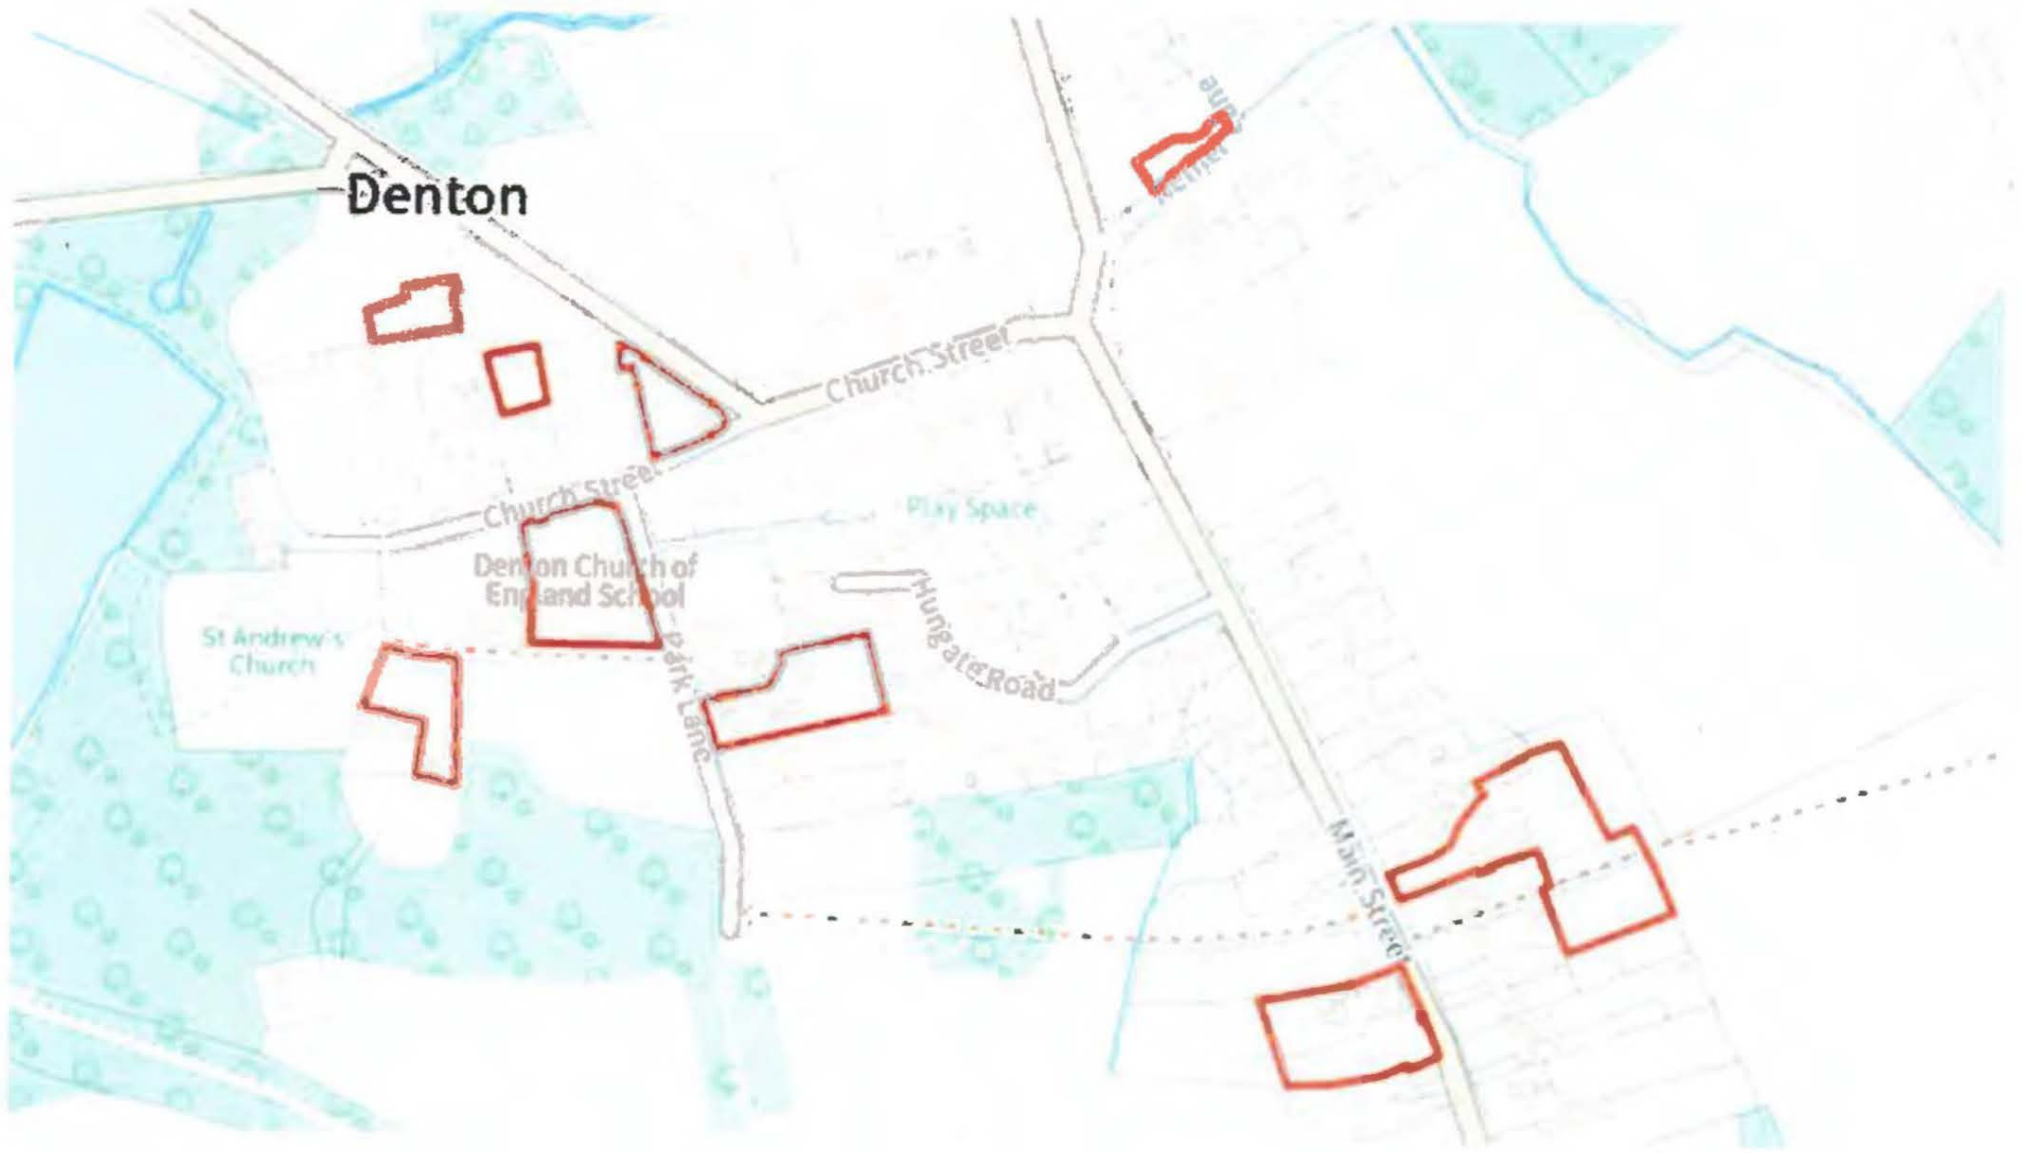 Denton
Church Street
Church Street
Play Space
Denton Church of
England School
St Andrew's
Church
Park Lane
Hungate Road
Main Street
Lane